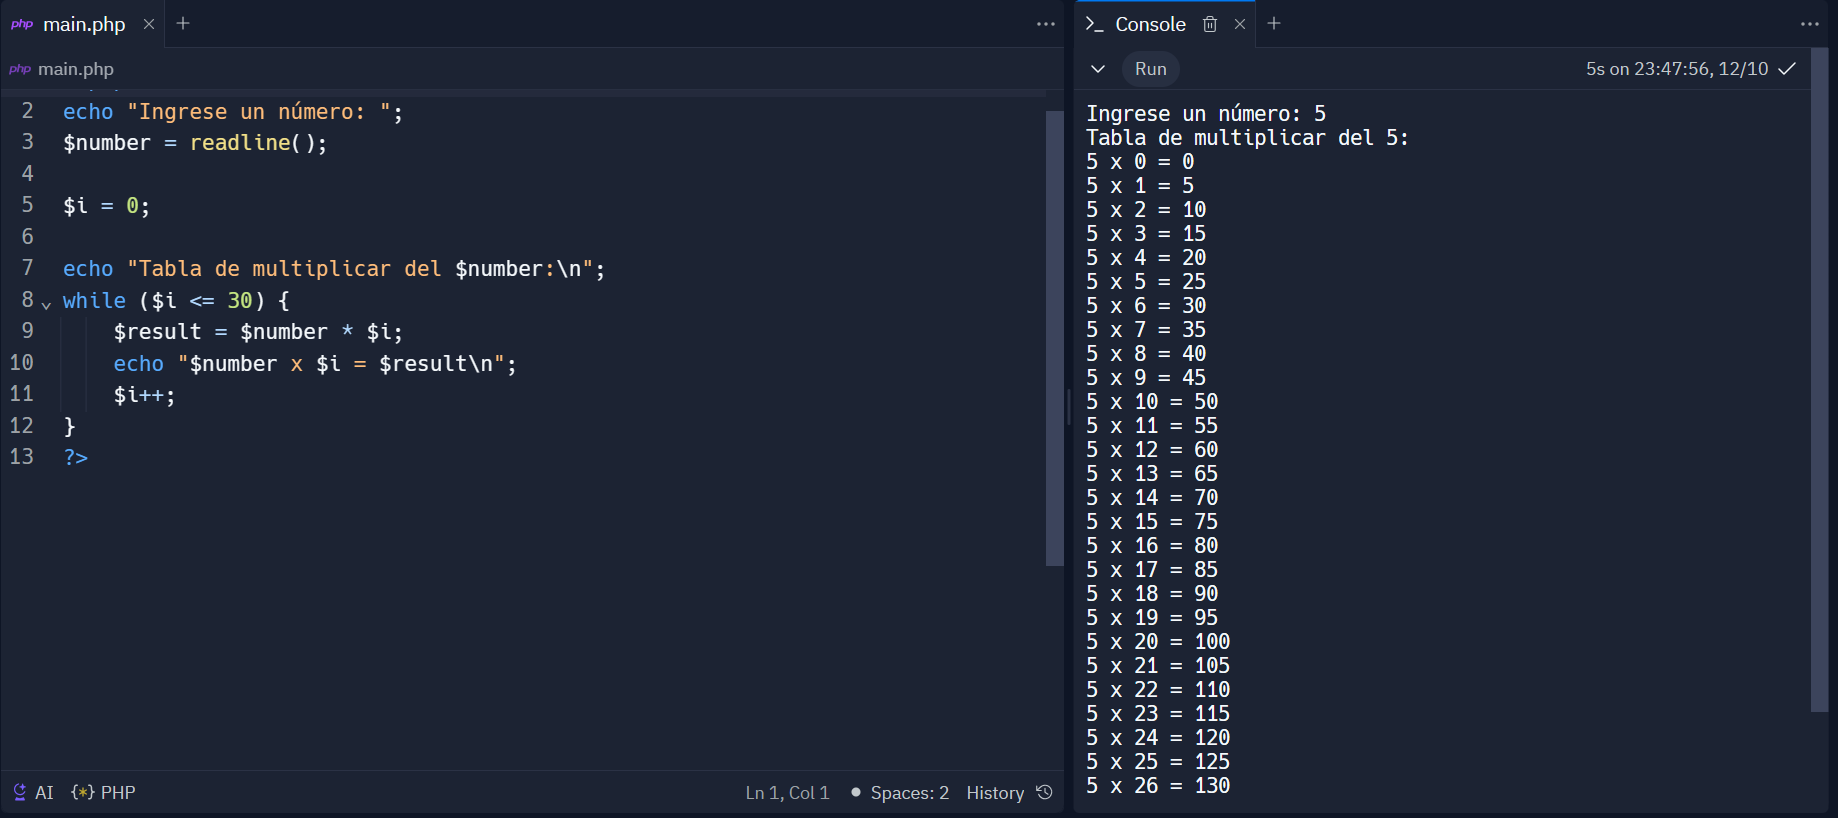 php main.php
php main.php
2 echo "Ingrese un número: ";
3 $number = readline();
4
5 $i = 0;
6
7 echo "Tabla de multiplicar del $number:\n";
8 while ($i <= 30) {
9 $result = $number * $i;
10 echo "$number x $i = $result\n";
11 $i++;
12 }
13 ?>
AI {*} PHP
Ln 1, Col 1 Spaces: 2 History
>_ Console
Run 5s on 23:47:56, 12/10
Ingrese un número: 5
Tabla de multiplicar del 5:
5 x 0 = 0
5 x 1 = 5
5 x 2 = 10
5 x 3 = 15
5 x 4 = 20
5 x 5 = 25
5 x 6 = 30
5 x 7 = 35
5 x 8 = 40
5 x 9 = 45
5 x 10 = 50
5 x 11 = 55
5 x 12 = 60
5 x 13 = 65
5 x 14 = 70
5 x 15 = 75
5 x 16 = 80
5 x 17 = 85
5 x 18 = 90
5 x 19 = 95
5 x 20 = 100
5 x 21 = 105
5 x 22 = 110
5 x 23 = 115
5 x 24 = 120
5 x 25 = 125
5 x 26 = 130